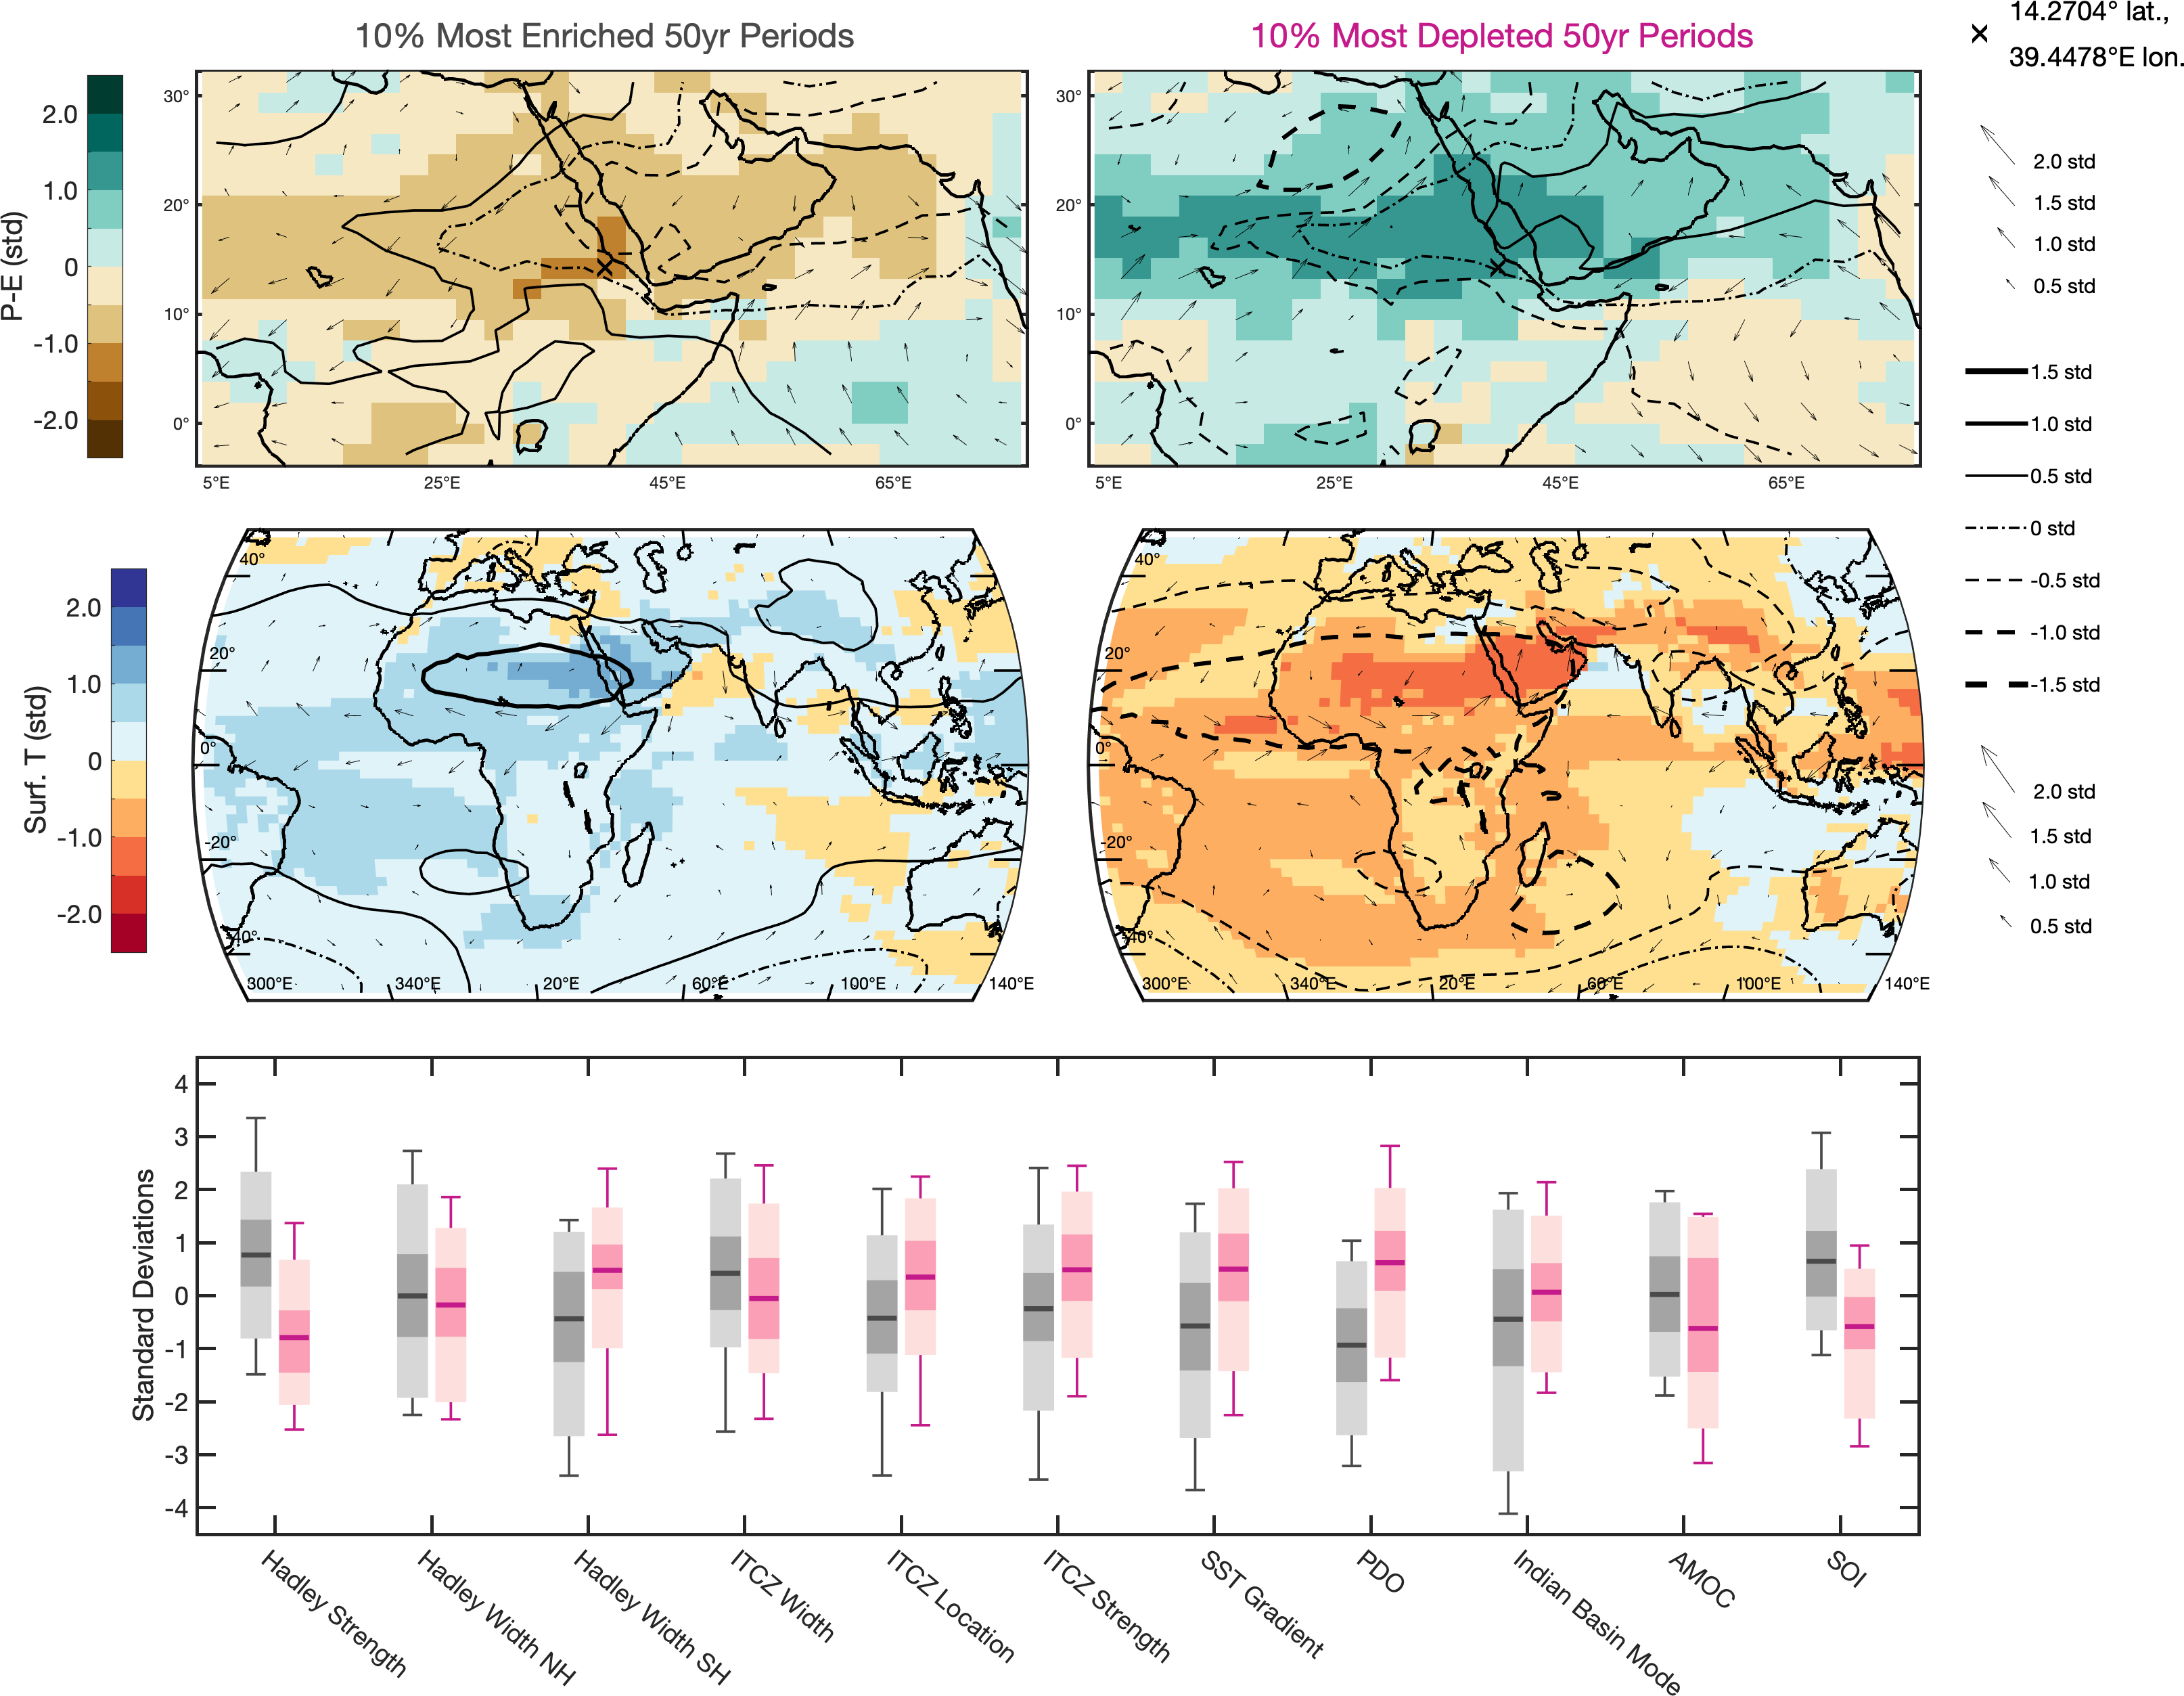 10% Most Enriched 50yr Periods
10% Most Depleted 50yr Periods
× 14.2704° lat.,
39.4478°E lon.
P-E (std)
2.0
1.0
0
-1.0
-2.0
30°
20°
10°
0°
5°E
25°E
45°E
65°E
30°
20°
10°
0°
5°E
25°E
45°E
65°E
2.0 std
1.5 std
1.0 std
0.5 std
1.5 std
1.0 std
0.5 std
0 std
-0.5 std
-1.0 std
-1.5 std
Surf. T (std)
2.0
1.0
0
-1.0
-2.0
40°
20°
0°
-20°
-40°
300°E
340°E
20°E
60°E
100°E
140°E
40°
20°
0°
-20°
-40°
300°E
340°E
20°E
60°E
100°E
140°E
2.0 std
1.5 std
1.0 std
0.5 std
Standard Deviations
4
3
2
1
0
-1
-2
-3
-4
Hadley Strength
Hadley Width NH
Hadley Width SH
ITCZ Width
ITCZ Location
ITCZ Strength
SST Gradient
PDO
Indian Basin Mode
AMOC
SOI